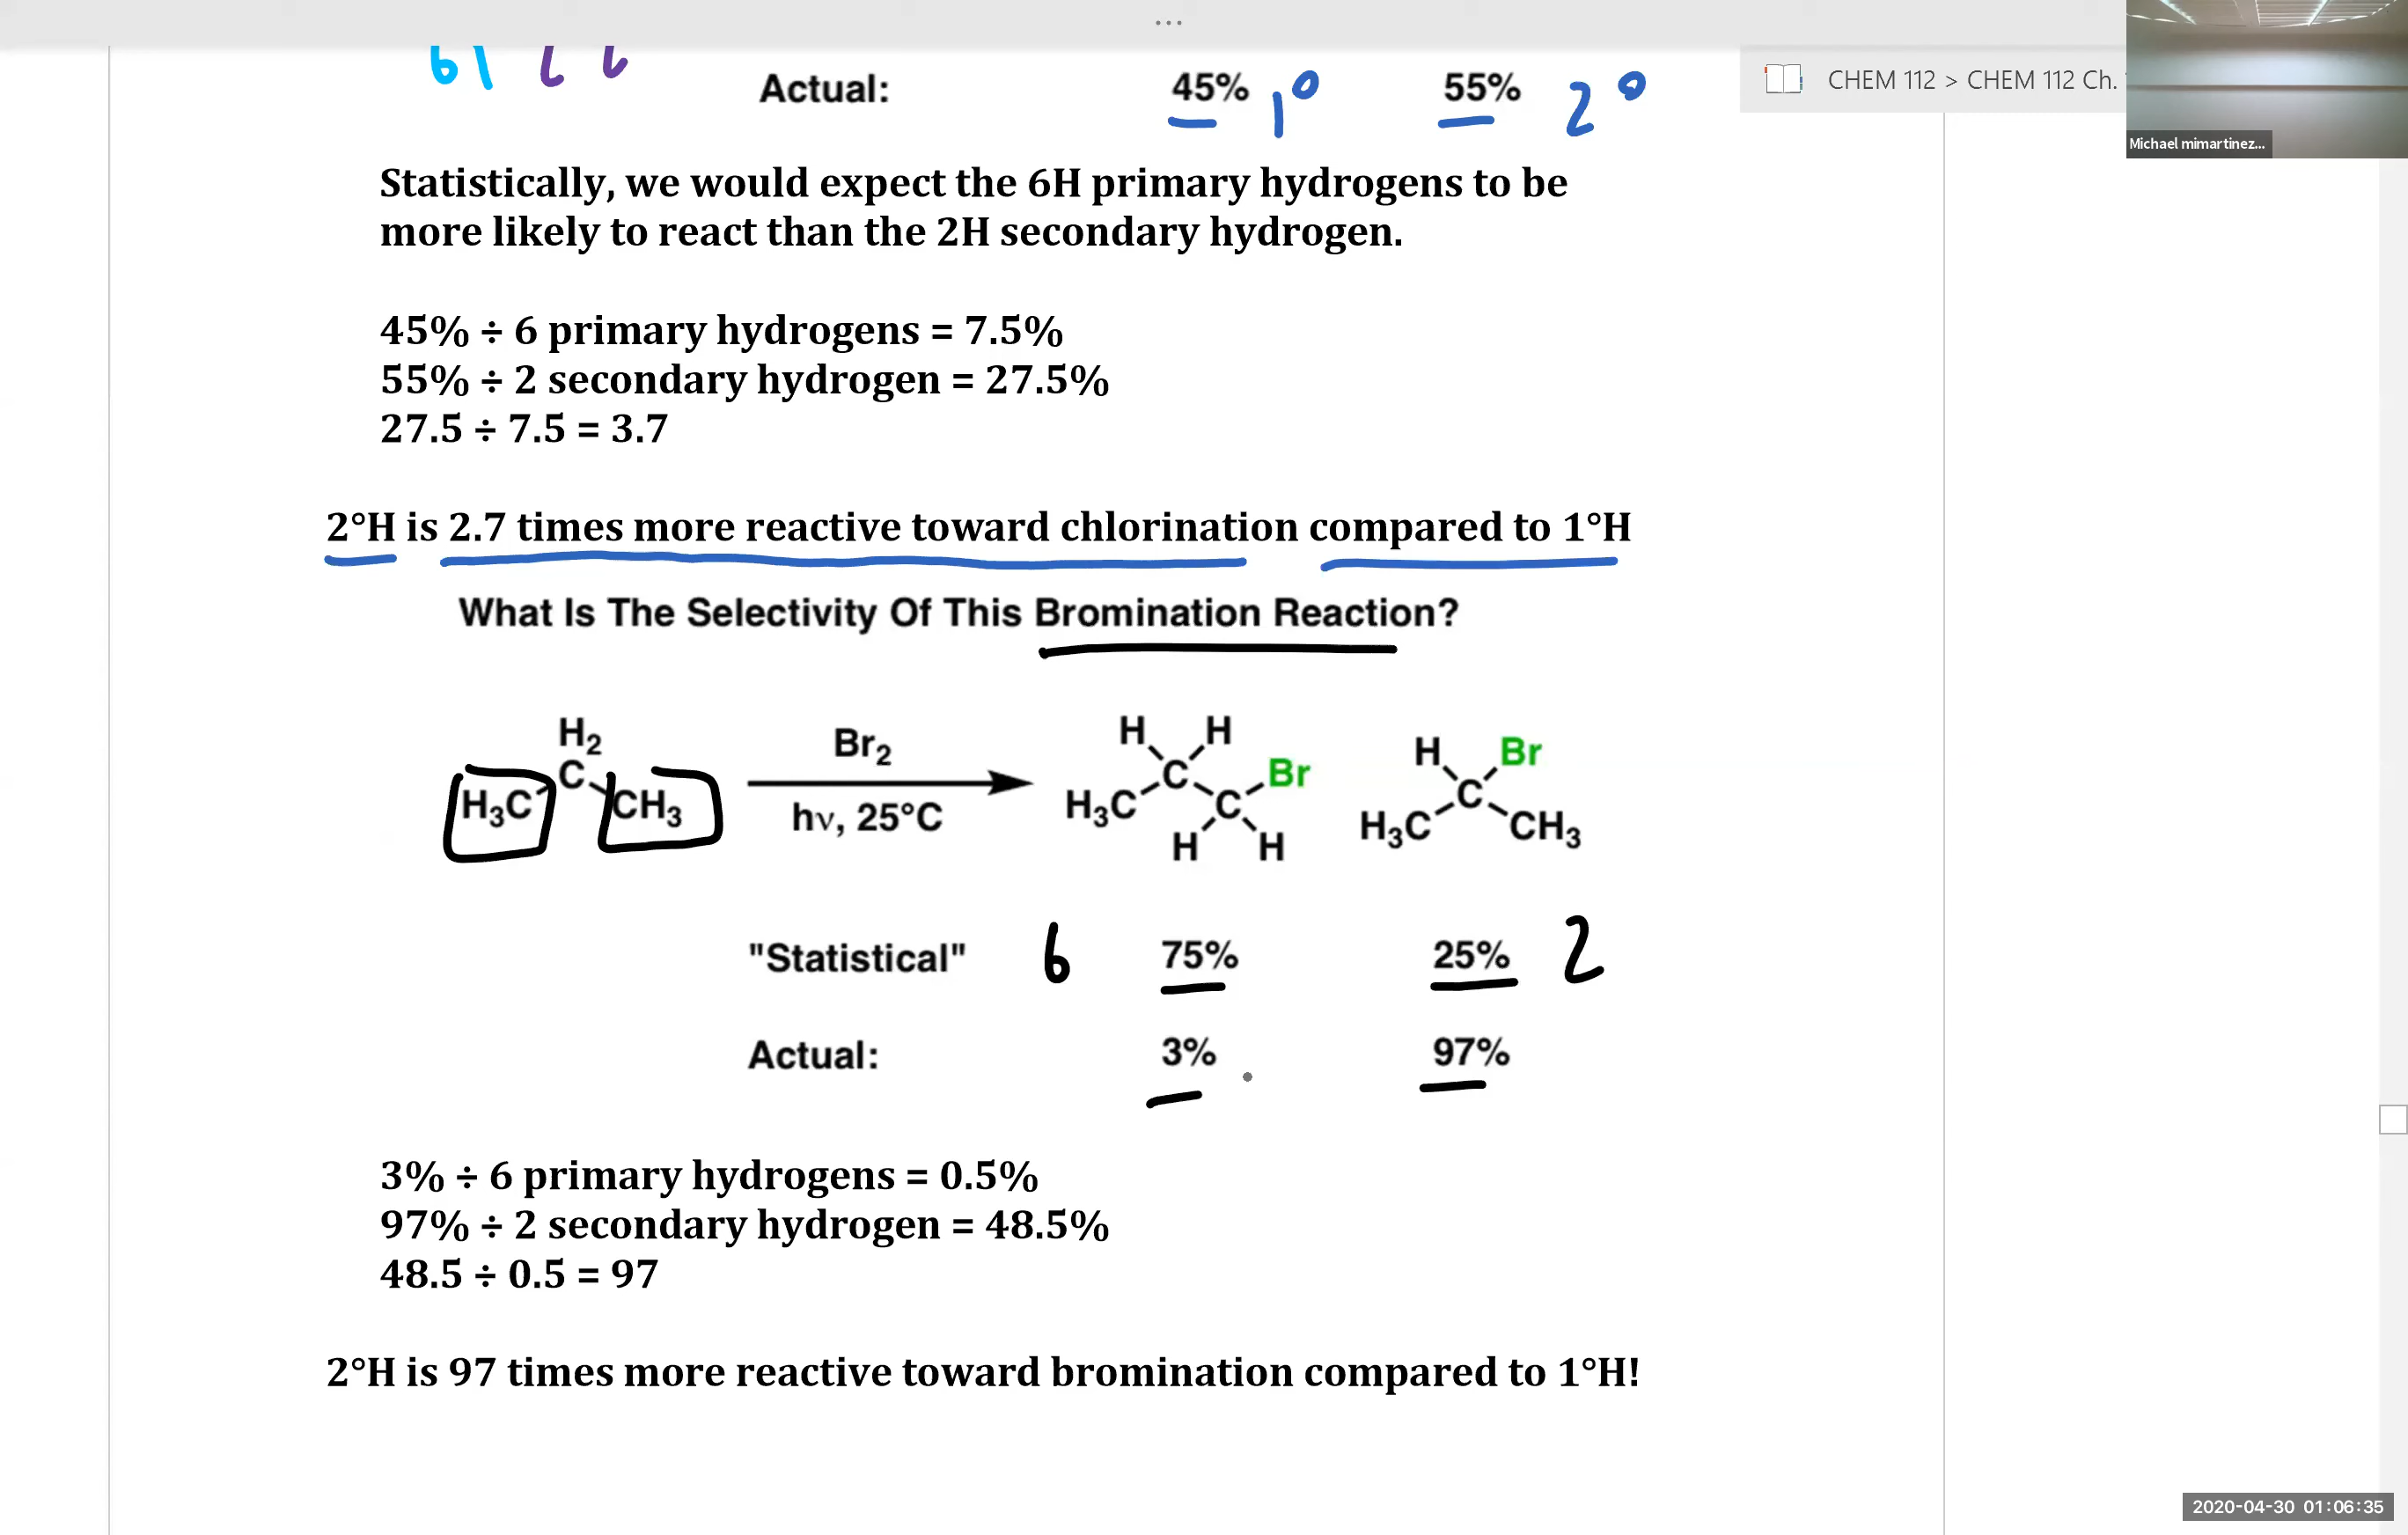 ...
CHEM 112 > CHEM 112 Ch.
Michael mimartinez...
Actual: 45% 1° 55% 2°
Statistically, we would expect the 6H primary hydrogens to be
more likely to react than the 2H secondary hydrogen.
45% ÷ 6 primary hydrogens = 7.5%
55% ÷ 2 secondary hydrogen = 27.5%
27.5 ÷ 7.5 = 3.7
2°H is 2.7 times more reactive toward chlorination compared to 1°H
What Is The Selectivity Of This Bromination Reaction?
H2
C
H3C CH3
Br2
hν, 25°C
H H
C Br
H3C C
H H
H Br
C
H3C CH3
"Statistical" 6 75% 25% 2
Actual: 3% 97%
3% ÷ 6 primary hydrogens = 0.5%
97% ÷ 2 secondary hydrogen = 48.5%
48.5 ÷ 0.5 = 97
2°H is 97 times more reactive toward bromination compared to 1°H!
2020-04-30 01:06:35